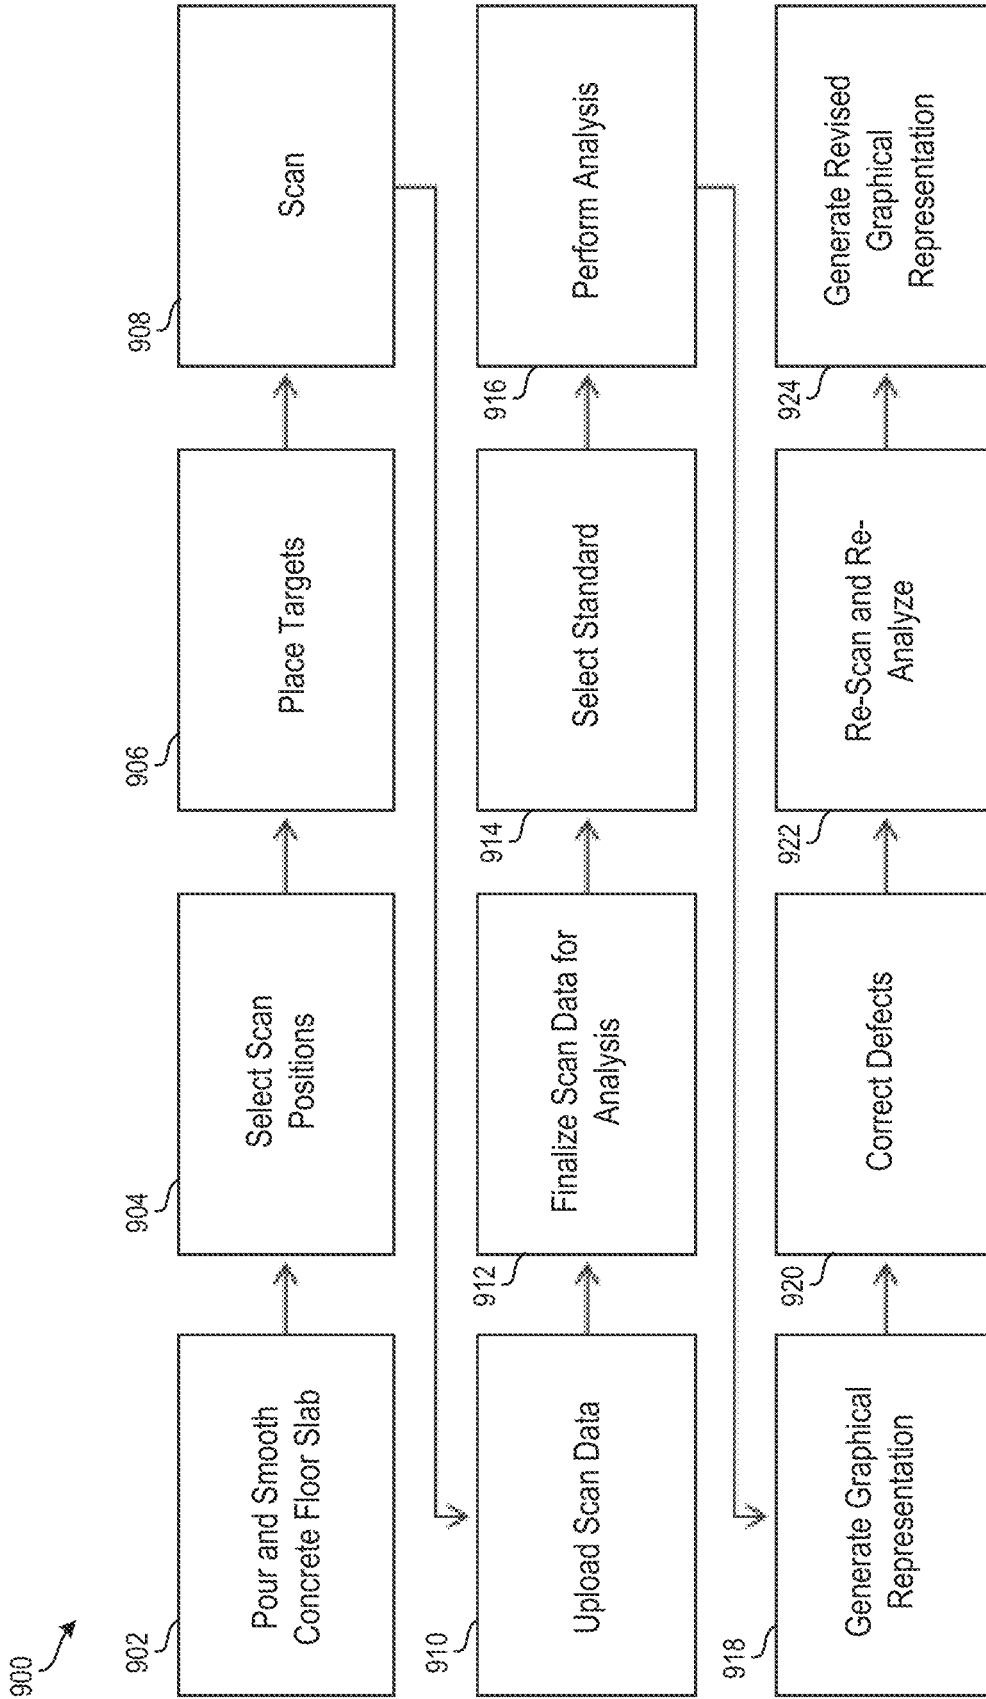 900
902
Pour and Smooth
Concrete Floor Slab
904
Select Scan
Positions
906
Place Targets
908
Scan
910
Upload Scan Data
912
Finalize Scan Data for
Analysis
914
Select Standard
916
Perform Analysis
918
Generate Graphical
Representation
920
Correct Defects
922
Re-Scan and Re-
Analyze
924
Generate Revised
Graphical
Representation